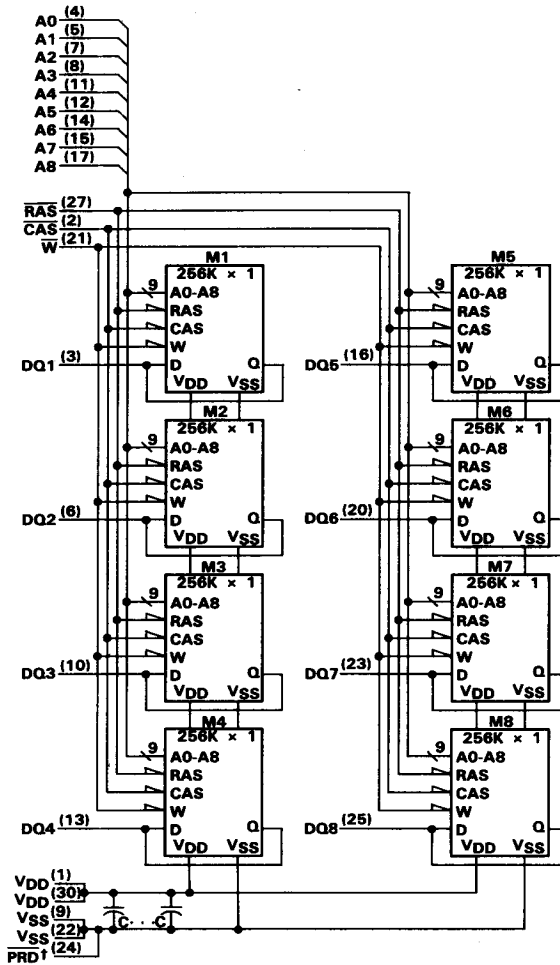 A0 (4)
A1 (5)
A2 (7)
A3 (8)
A4 (11)
A5 (12)
A6 (14)
A7 (15)
A8 (17)
RAS (27)
CAS (2)
W (21)
M1
256K × 1
9
A0-A8
RAS
CAS
W
DQ1 (3)
D
Q
VDD VSS
M2
256K × 1
9
A0-A8
RAS
CAS
W
DQ2 (6)
D
Q
VDD VSS
M3
256K × 1
9
A0-A8
RAS
CAS
W
DQ3 (10)
D
Q
VDD VSS
M4
256K × 1
9
A0-A8
RAS
CAS
W
DQ4 (13)
D
Q
VDD VSS
M5
256K × 1
9
A0-A8
RAS
CAS
W
DQ5 (16)
D
Q
VDD VSS
M6
256K × 1
9
A0-A8
RAS
CAS
W
DQ6 (20)
D
Q
VDD VSS
M7
256K × 1
9
A0-A8
RAS
CAS
W
DQ7 (23)
D
Q
VDD VSS
M8
256K × 1
9
A0-A8
RAS
CAS
W
DQ8 (25)
D
Q
VDD VSS
VDD (1)
VDD (30)
VSS (9)
VSS (22)
PRD† (24)
C · · · C